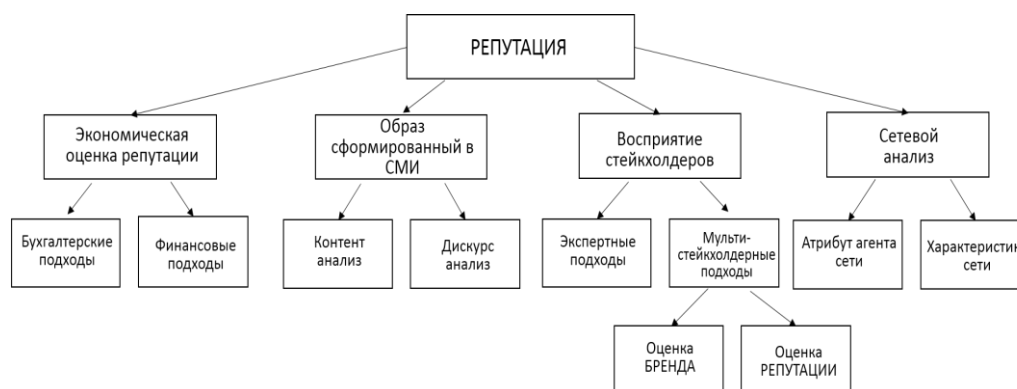 РЕПУТАЦИЯ
Экономическая
оценка репутации
Образ
сформированный в
СМИ
Восприятие
стейкхолдеров
Сетевой
анализ
Бухгалтерские
подходы
Финансовые
подходы
Контент
анализ
Дискурс
анализ
Экспертные
подходы
Мульти-
стейкхолдерные
подходы
Атрибут агента
сети
Характеристик
сети
Оценка
БРЕНДА
Оценка
РЕПУТАЦИИ